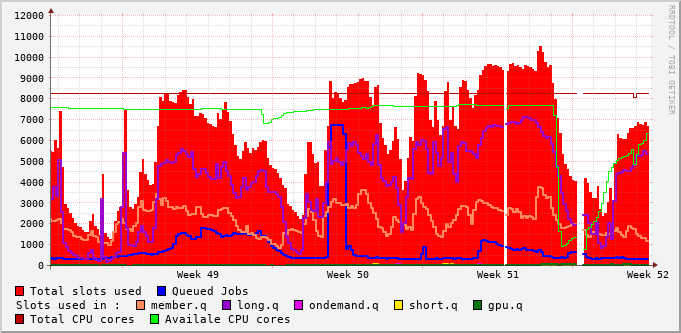 12000
11000
10000
9000
8000
7000
6000
5000
4000
3000
2000
1000
0
Week 49 Week 50 Week 51 Week 52
Total slots used Queued Jobs
Slots used in : member.q long.q ondemand.q short.q gpu.q
Total CPU cores Availale CPU cores
RRDTOOL / TOBI OETIKER